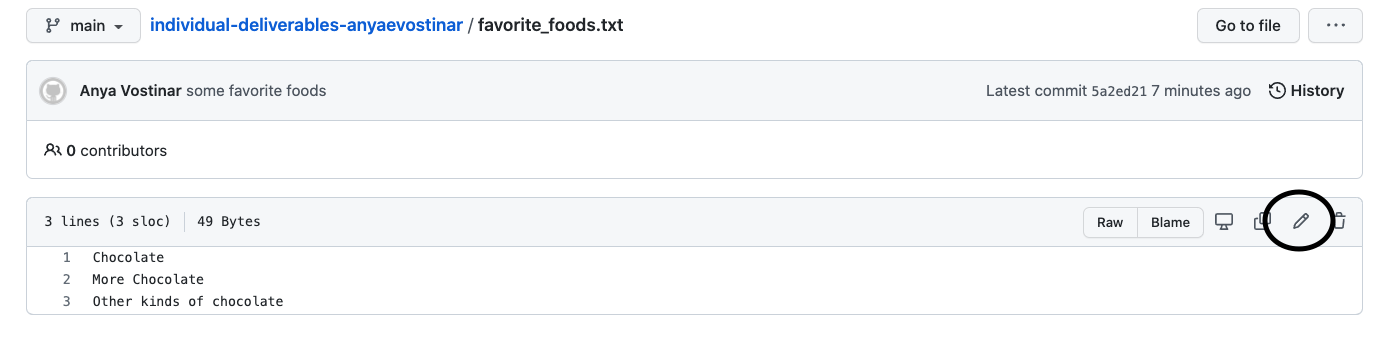 main individual-deliverables-anyaevostinar / favorite_foods.txt Go to file ...
Anya Vostinar some favorite foods Latest commit 5a2ed21 7 minutes ago History
0 contributors
3 lines (3 sloc) 49 Bytes Raw Blame
1 Chocolate
2 More Chocolate
3 Other kinds of chocolate